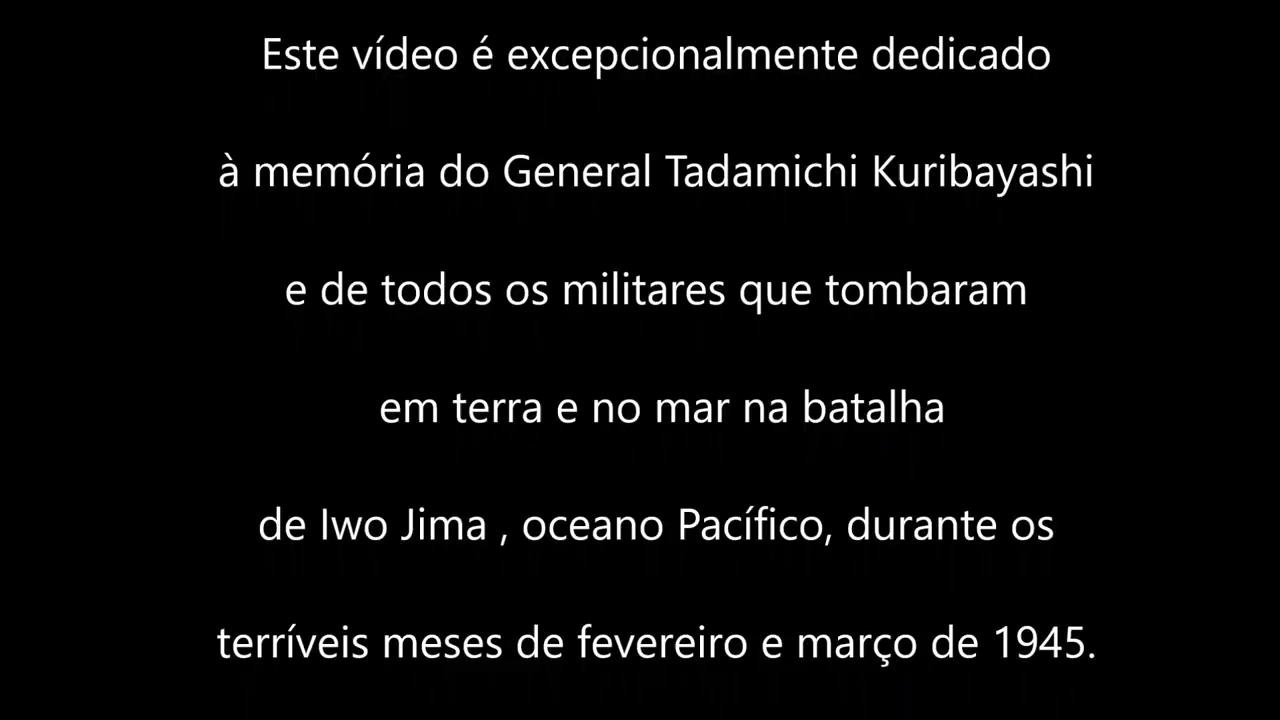 Este vídeo é excepcionalmente dedicado
à memória do General Tadamichi Kuribayashi
e de todos os militares que tombaram
em terra e no mar na batalha
de Iwo Jima , oceano Pacífico, durante os
terríveis meses de fevereiro e março de 1945.